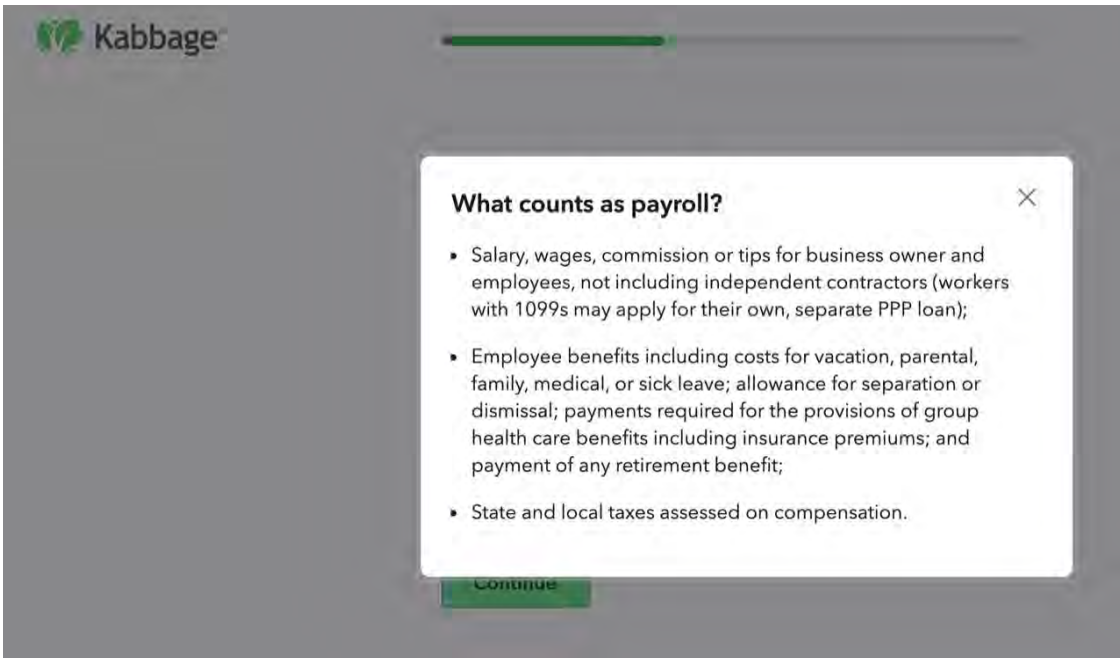 Kabbage
What counts as payroll?
• Salary, wages, commission or tips for business owner and
employees, not including independent contractors (workers
with 1099s may apply for their own, separate PPP loan);
• Employee benefits including costs for vacation, parental,
family, medical, or sick leave; allowance for separation or
dismissal; payments required for the provisions of group
health care benefits including insurance premiums; and
payment of any retirement benefit;
• State and local taxes assessed on compensation.
Continue